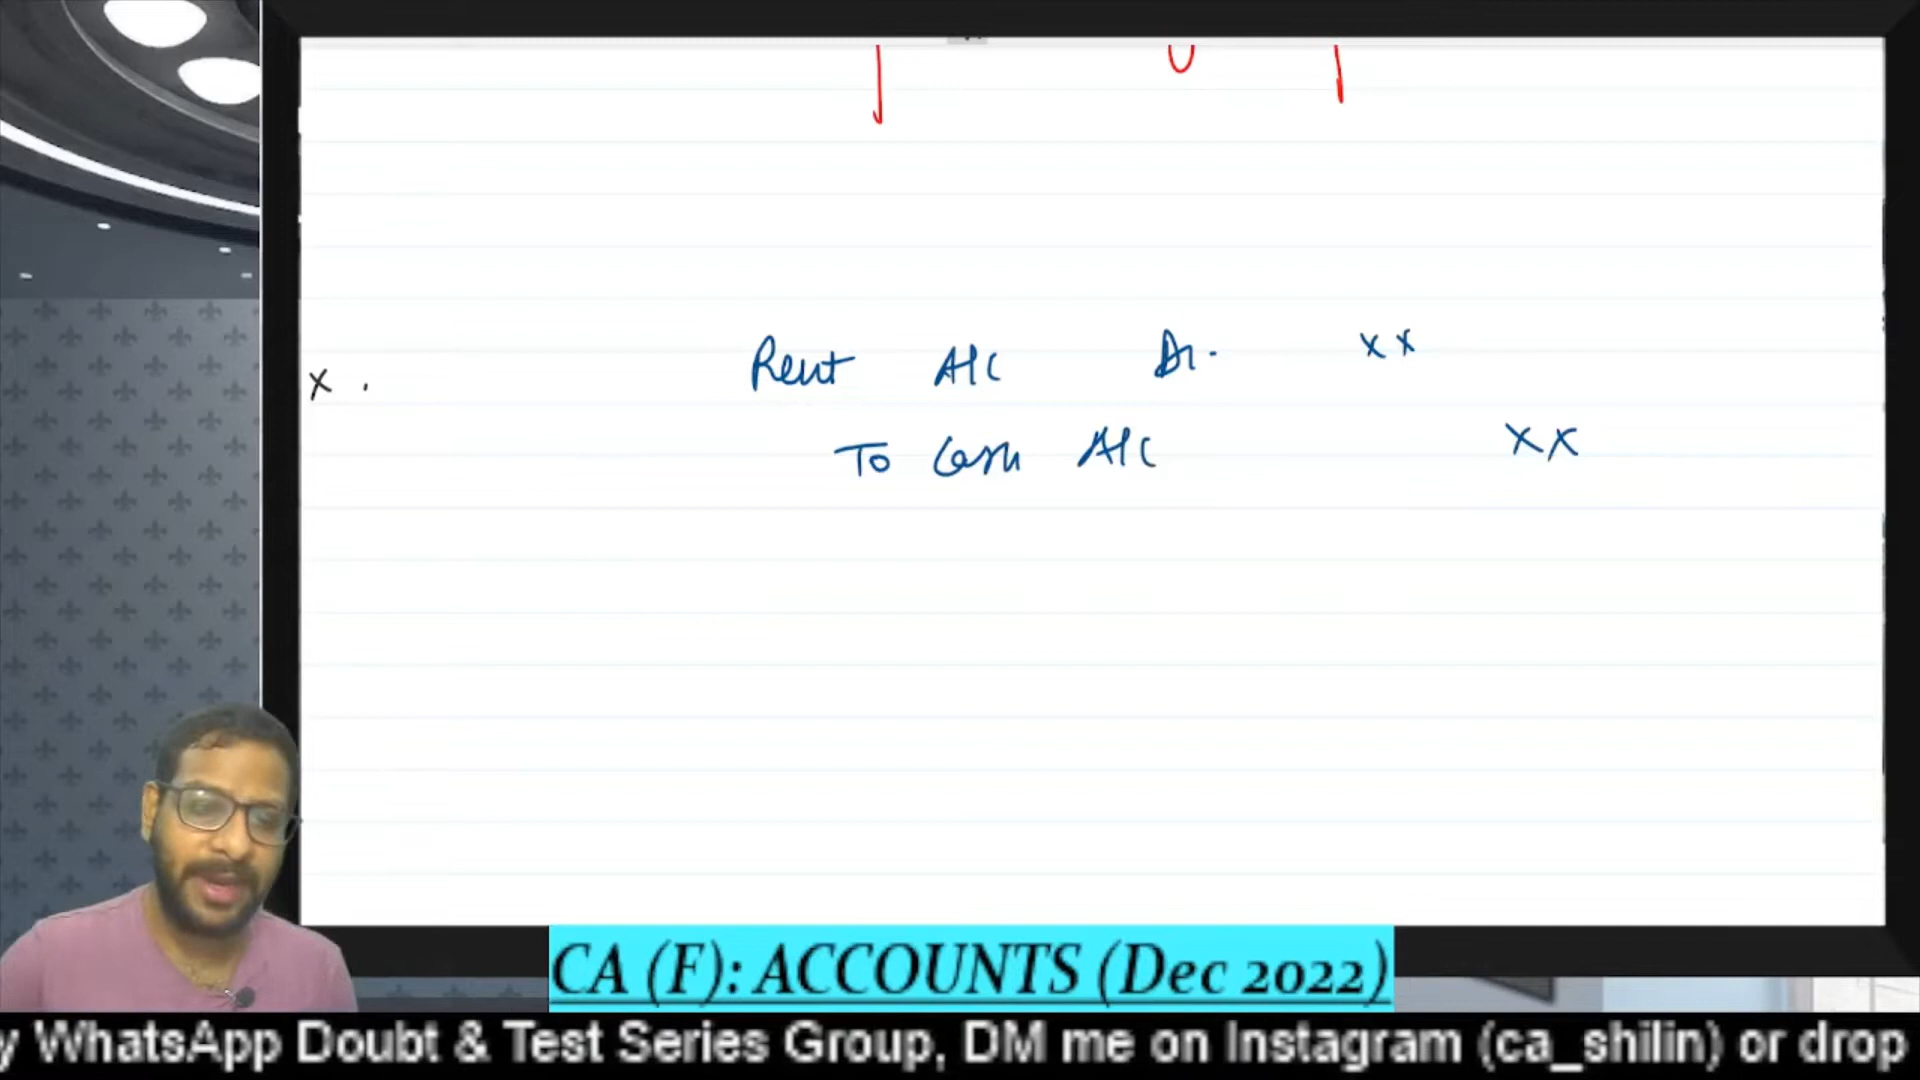 Rent A/c Dr. xx
x .
To Cash A/c xx
CA (F): ACCOUNTS (Dec 2022)
y WhatsApp Doubt & Test Series Group, DM me on Instagram (ca_shilin) or drop